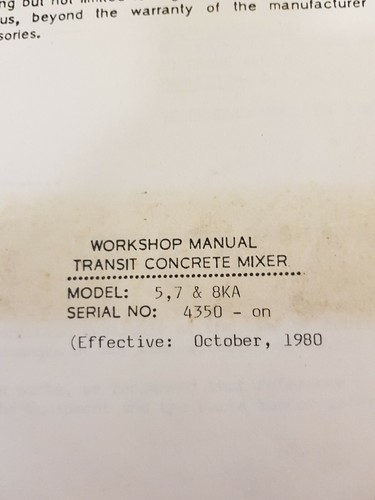 us, beyond the warranty of the manufacturer
sories.
WORKSHOP MANUAL
TRANSIT CONCRETE MIXER
MODEL: 5,7 & 8KA
SERIAL NO: 4350 - on
(Effective: October, 1980